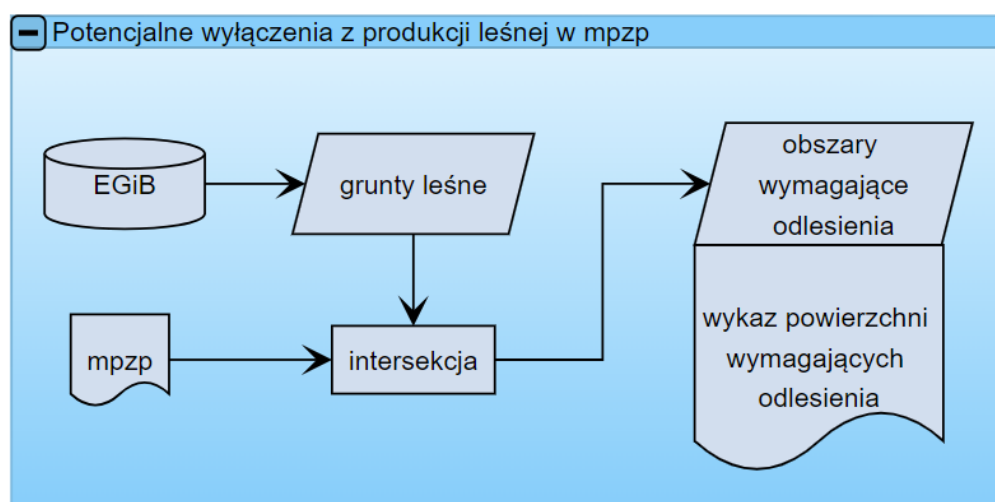 Potencjalne wyłączenia z produkcji leśnej w mpzp
EGiB
grunty leśne
obszary
wymagające
odlesienia
mpzp
intersekcja
wykaz powierzchni
wymagających
odlesienia